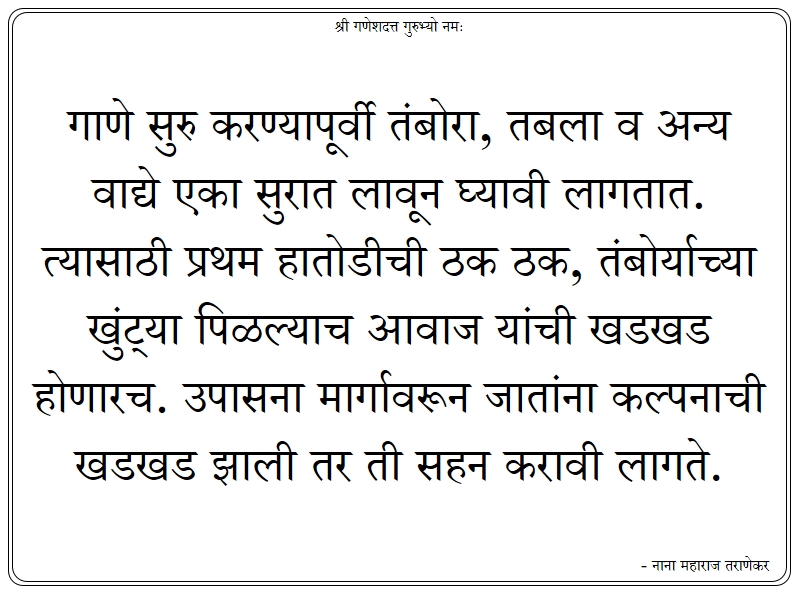 श्री गणेशदत्त गुरुभ्यो नमः
गाणे सुरु करण्यापूर्वी तंबोरा, तबला व अन्य
वाद्ये एका सुरात लावून घ्यावी लागतात.
त्यासाठी प्रथम हातोडीची ठक ठक, तंबोर्याच्या
खुंट्या पिळल्याच आवाज यांची खडखड
होणारच. उपासना मार्गावरून जातांना कल्पनाची
खडखड झाली तर ती सहन करावी लागते.
- नाना महाराज तराणेकर